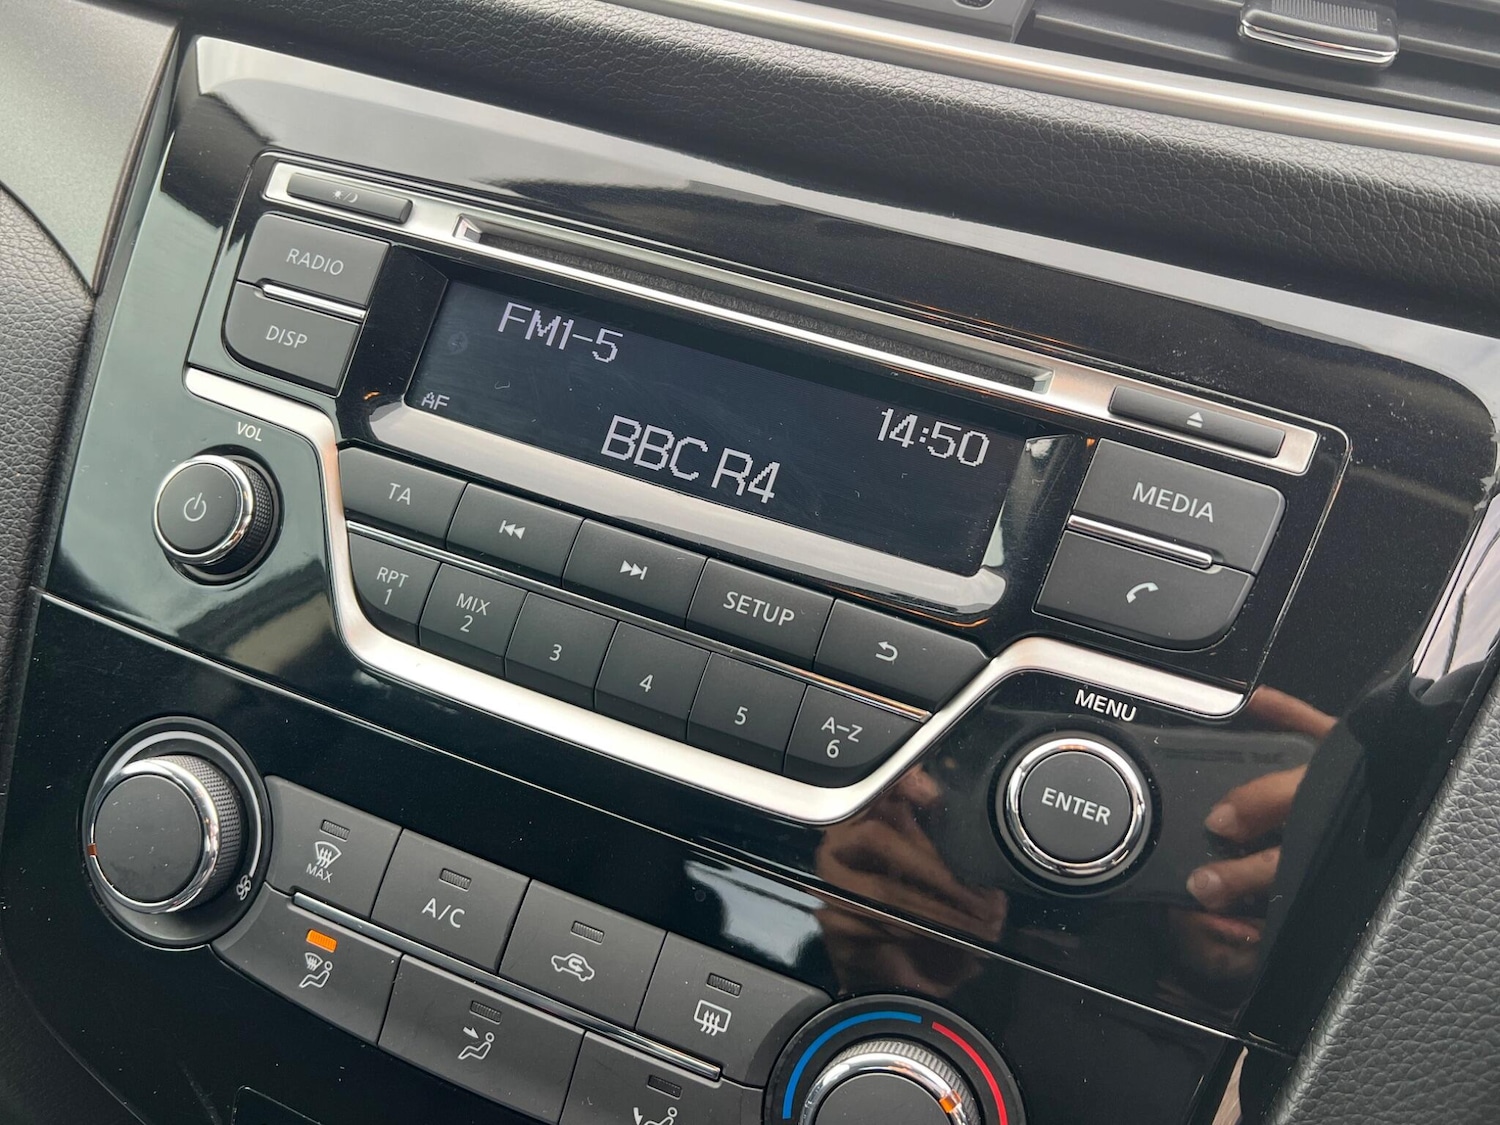 RADIO
DISP
FM1-5
AF
14:50
BBC R4
MEDIA
VOL
TA
SETUP
RPT
1
MIX
2
3
4
5
A-Z
6
MENU
ENTER
MAX
A/C